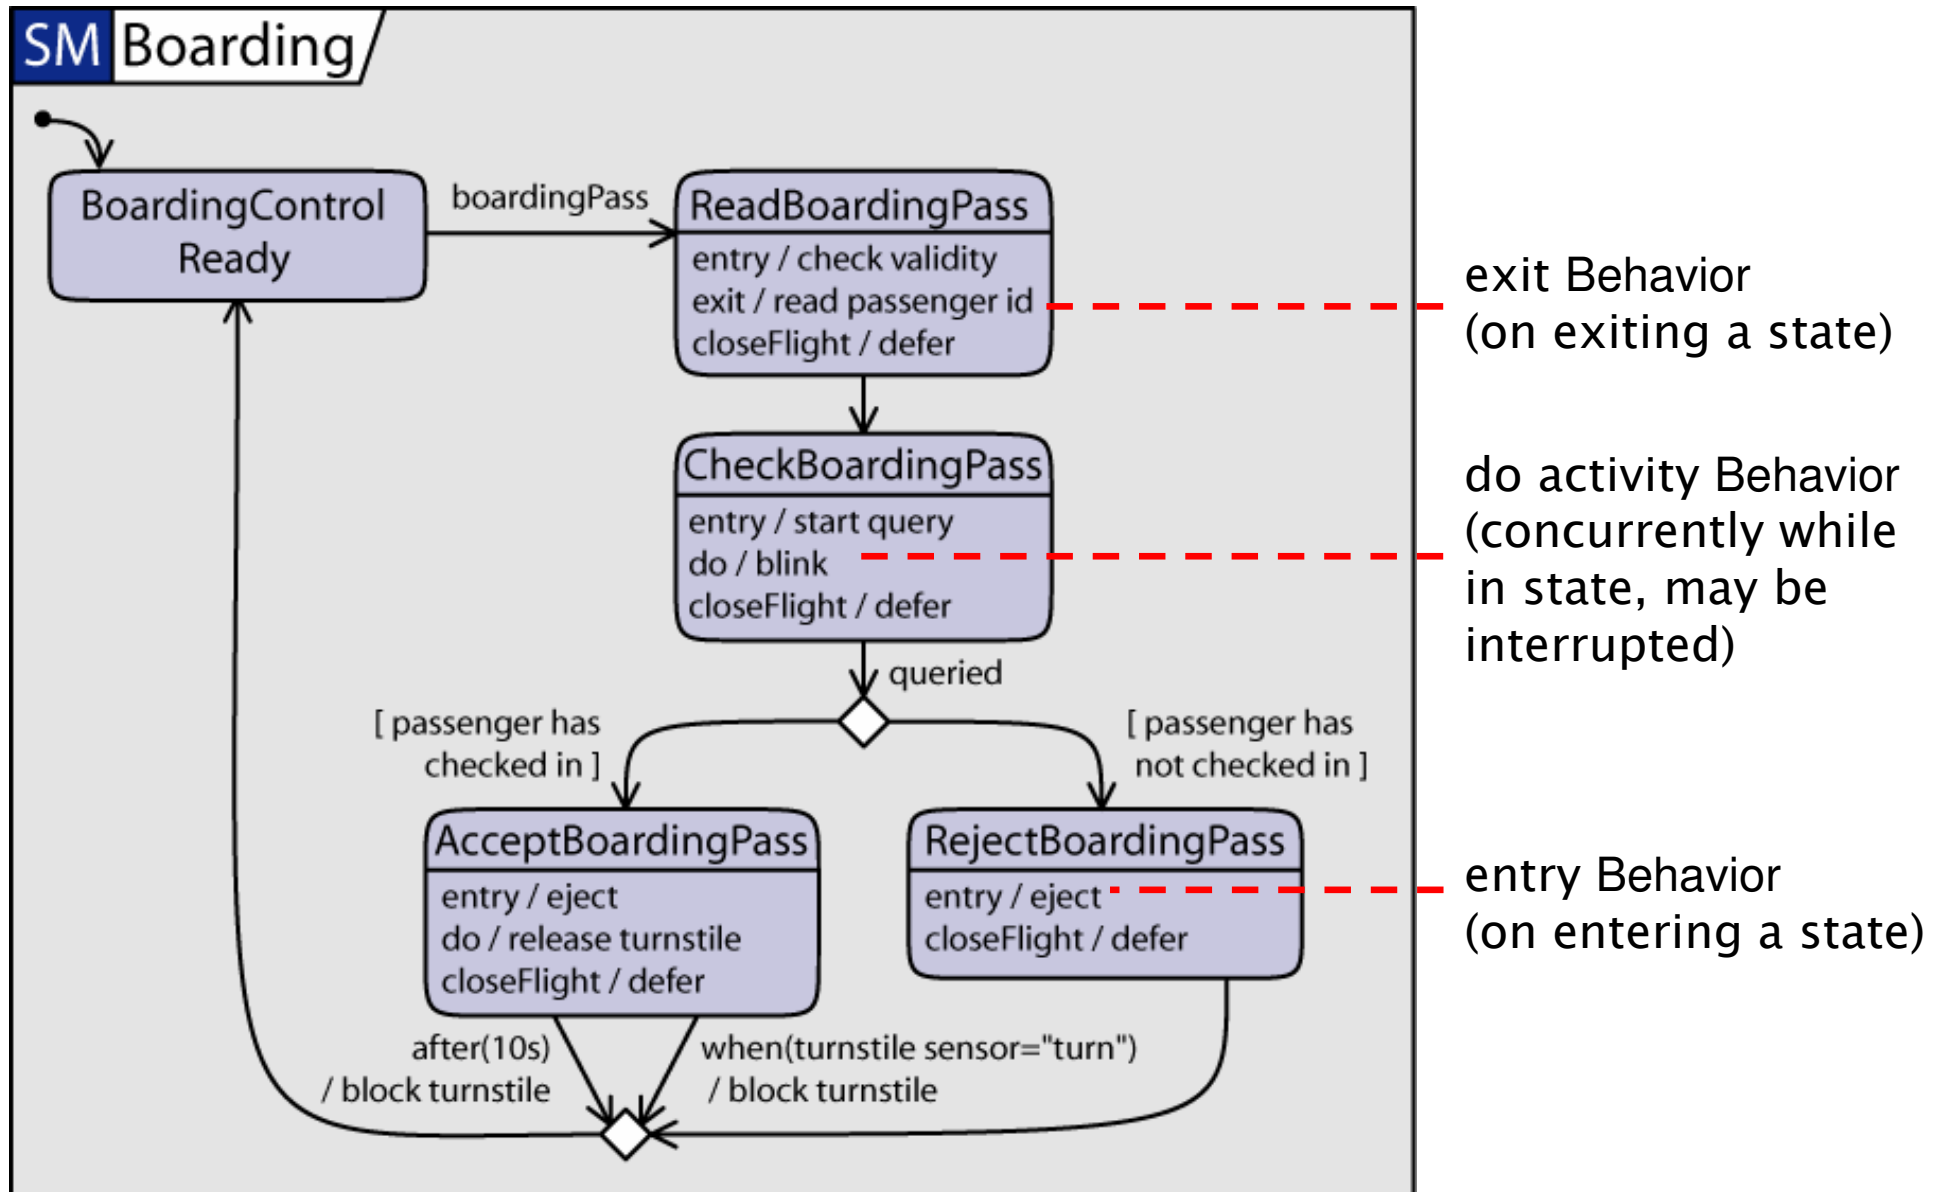 SM Boarding
BoardingControl
Ready
boardingPass
ReadBoardingPass
entry / check validity
exit / read passenger id
closeFlight / defer
exit Behavior
(on exiting a state)
CheckBoardingPass
entry / start query
do / blink
closeFlight / defer
do activity Behavior
(concurrently while
in state, may be
interrupted)
queried
[ passenger has
checked in ]
[ passenger has
not checked in ]
AcceptBoardingPass
entry / eject
do / release turnstile
closeFlight / defer
RejectBoardingPass
entry / eject
closeFlight / defer
entry Behavior
(on entering a state)
after(10s)
/ block turnstile
when(turnstile sensor="turn")
/ block turnstile